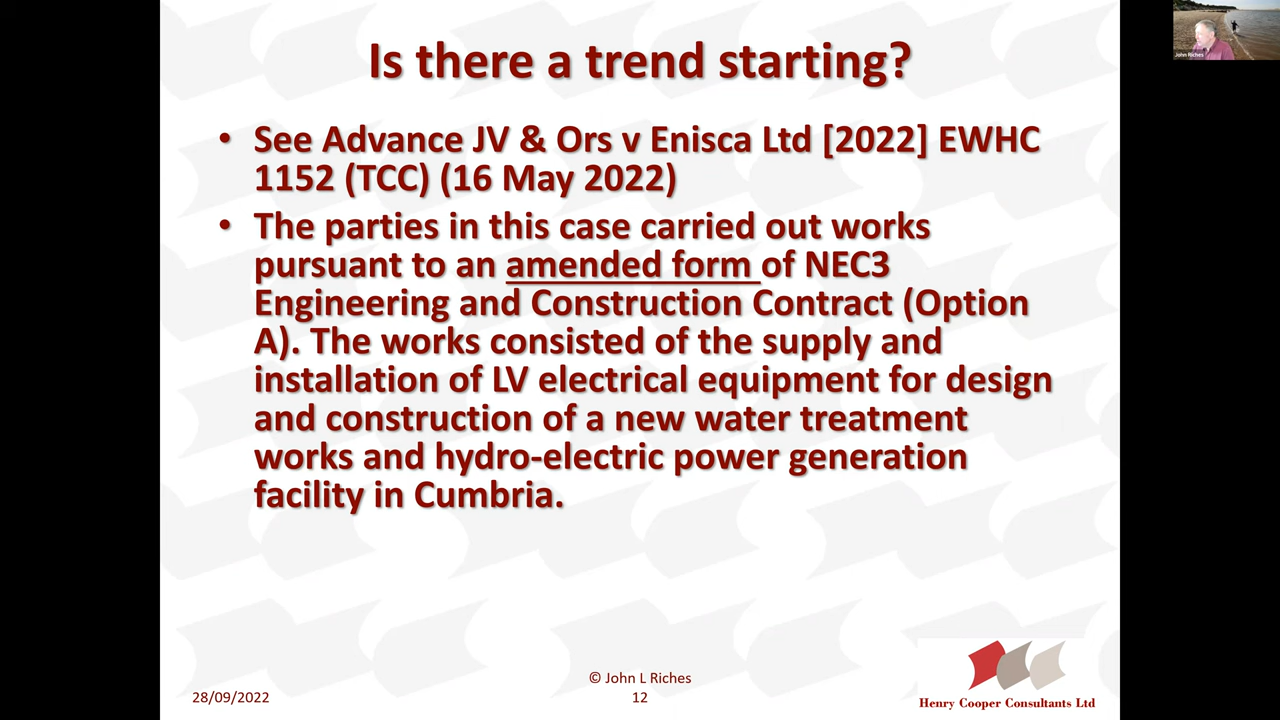 Is there a trend starting?
• See Advance JV & Ors v Enisca Ltd [2022] EWHC
1152 (TCC) (16 May 2022)
• The parties in this case carried out works
pursuant to an amended form of NEC3
Engineering and Construction Contract (Option
A). The works consisted of the supply and
installation of LV electrical equipment for design
and construction of a new water treatment
works and hydro-electric power generation
facility in Cumbria.
28/09/2022
© John L Riches
12
Henry Cooper Consultants Ltd
John Riches